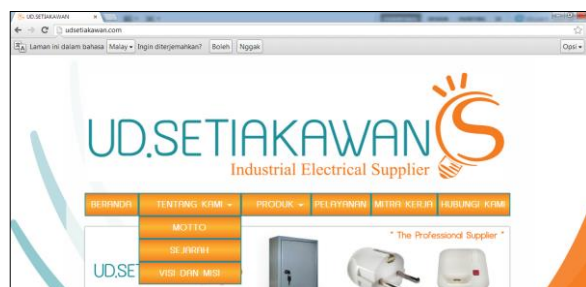 UD.SETIAKAWAN
udsetiakawan.com
Laman ini dalam bahasa Malay Ingin diterjemahkan? Boleh Nggak Opsi
UD.SETIAKAWAN
Industrial Electrical Supplier
BERANDA TENTANG KAMI PRODUK PELAYANAN MITRA KERJA HUBUNGI KAMI
MOTTO
SEJARAH
VISI DAN MISI
" The Professional Supplier "
UD.SET